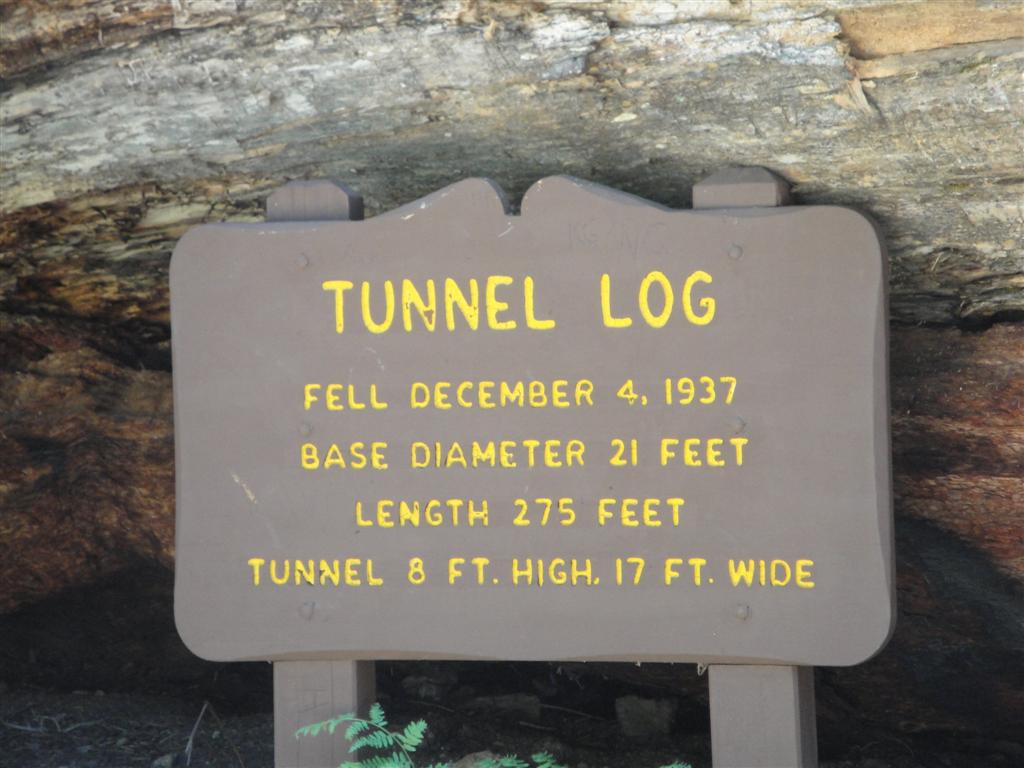 TUNNEL LOG
FELL DECEMBER 4, 1937
BASE DIAMETER 21 FEET
LENGTH 275 FEET
TUNNEL 8 FT. HIGH, 17 FT. WIDE